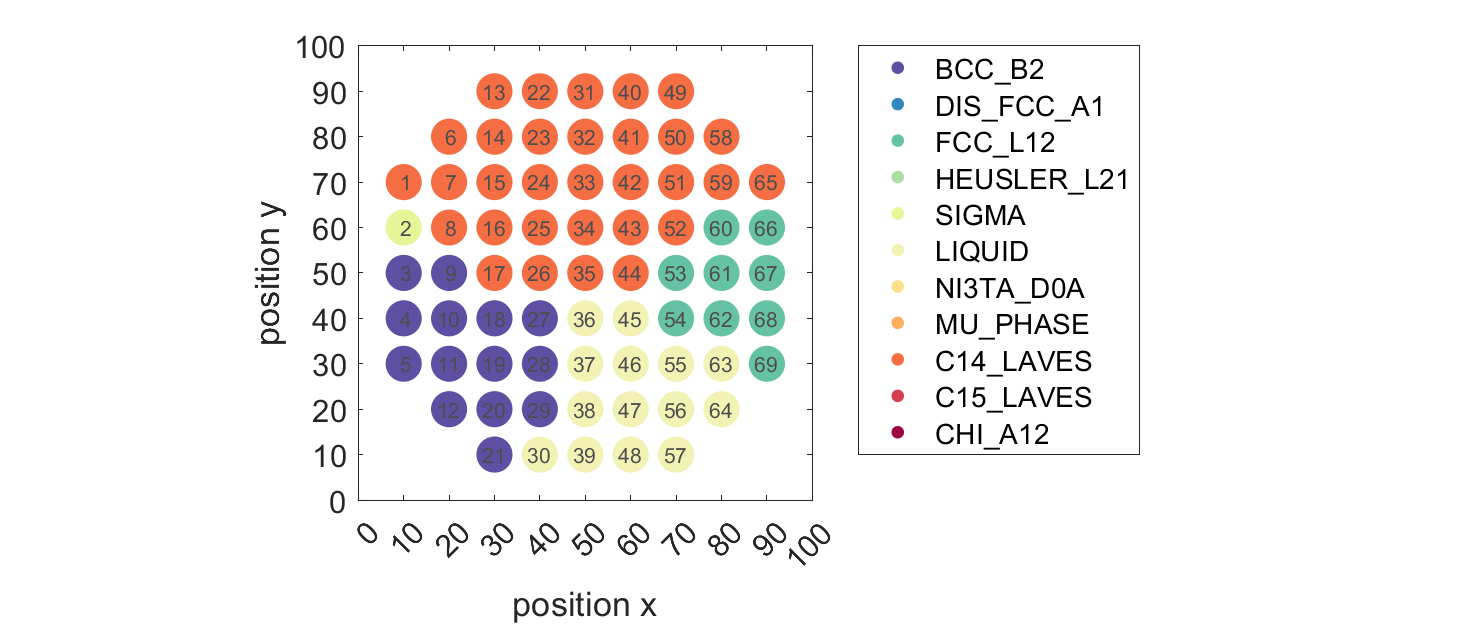 100
90
13 22 31 40 49
80
6 14 23 32 41 50 58
70
1 7 15 24 33 42 51 59 65
60
2 8 16 25 34 43 52 60 66
50
3 9 17 26 35 44 53 61 67
40
4 10 18 27 36 45 54 62 68
30
5 11 19 28 37 46 55 63 69
20
12 20 29 38 47 56 64
10
21 30 39 48 57
0
position y
0 10 20 30 40 50 60 70 80 90 100
position x
BCC_B2
DIS_FCC_A1
FCC_L12
HEUSLER_L21
SIGMA
LIQUID
NI3TA_D0A
MU_PHASE
C14_LAVES
C15_LAVES
CHI_A12